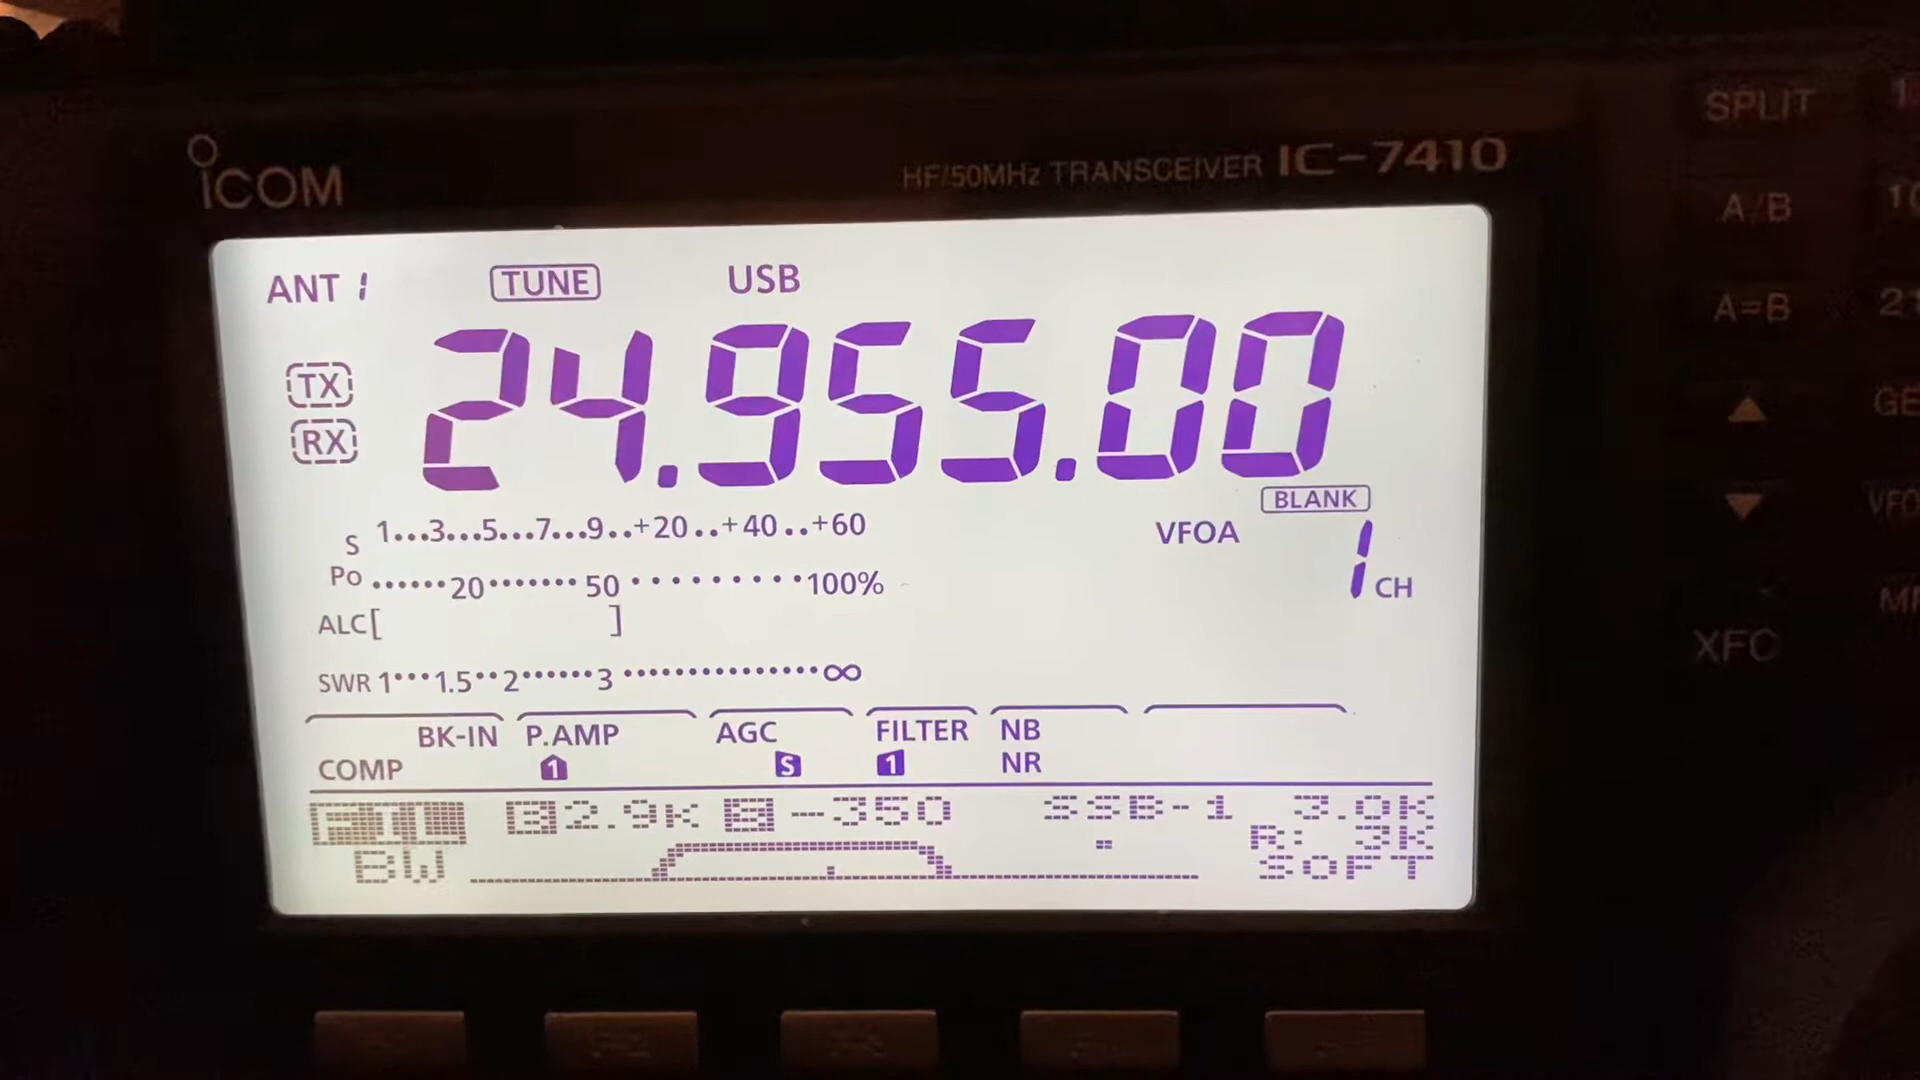 ICOM
HF/50MHz TRANSCEIVER IC-7410
SPLIT
A/B
A=B
XFC
ANT 1 TUNE USB
TX
RX
24.955.00
BLANK
VFOA 1 CH
S 1...3...5...7...9..+20..+40..+60
Po ......20.......50..........100%
ALC[ ]
SWR 1•••1.5••2••••••3••••••••••••••∞
BK-IN P.AMP AGC FILTER NB
COMP 1 S 1 NR
FIL 2.9K -350 SSB-1 3.0K
R: 3K
BW SOFT